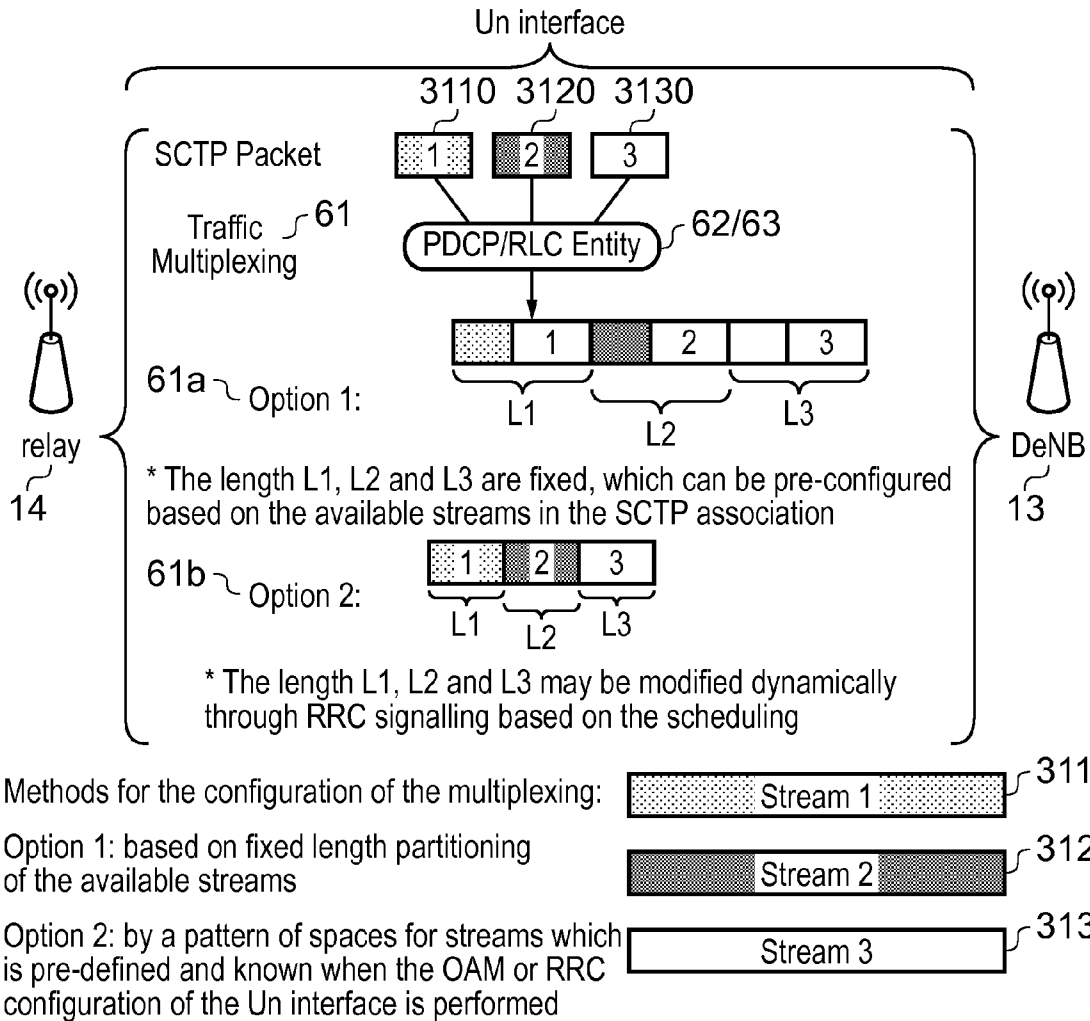 Un interface
3110 3120 3130
SCTP Packet 1 2 3
Traffic Multiplexing 61
PDCP/RLC Entity 62/63
1 2 3
61a Option 1: L1 L2 L3
relay
14
DeNB
13
* The length L1, L2 and L3 are fixed, which can be pre-configured
based on the available streams in the SCTP association
1 2 3
61b Option 2:
L1 L2 L3
* The length L1, L2 and L3 may be modified dynamically
through RRC signalling based on the scheduling
Methods for the configuration of the multiplexing:
Stream 1 311
Option 1: based on fixed length partitioning
of the available streams
Stream 2 312
Option 2: by a pattern of spaces for streams which
is pre-defined and known when the OAM or RRC
configuration of the Un interface is performed
Stream 3 313